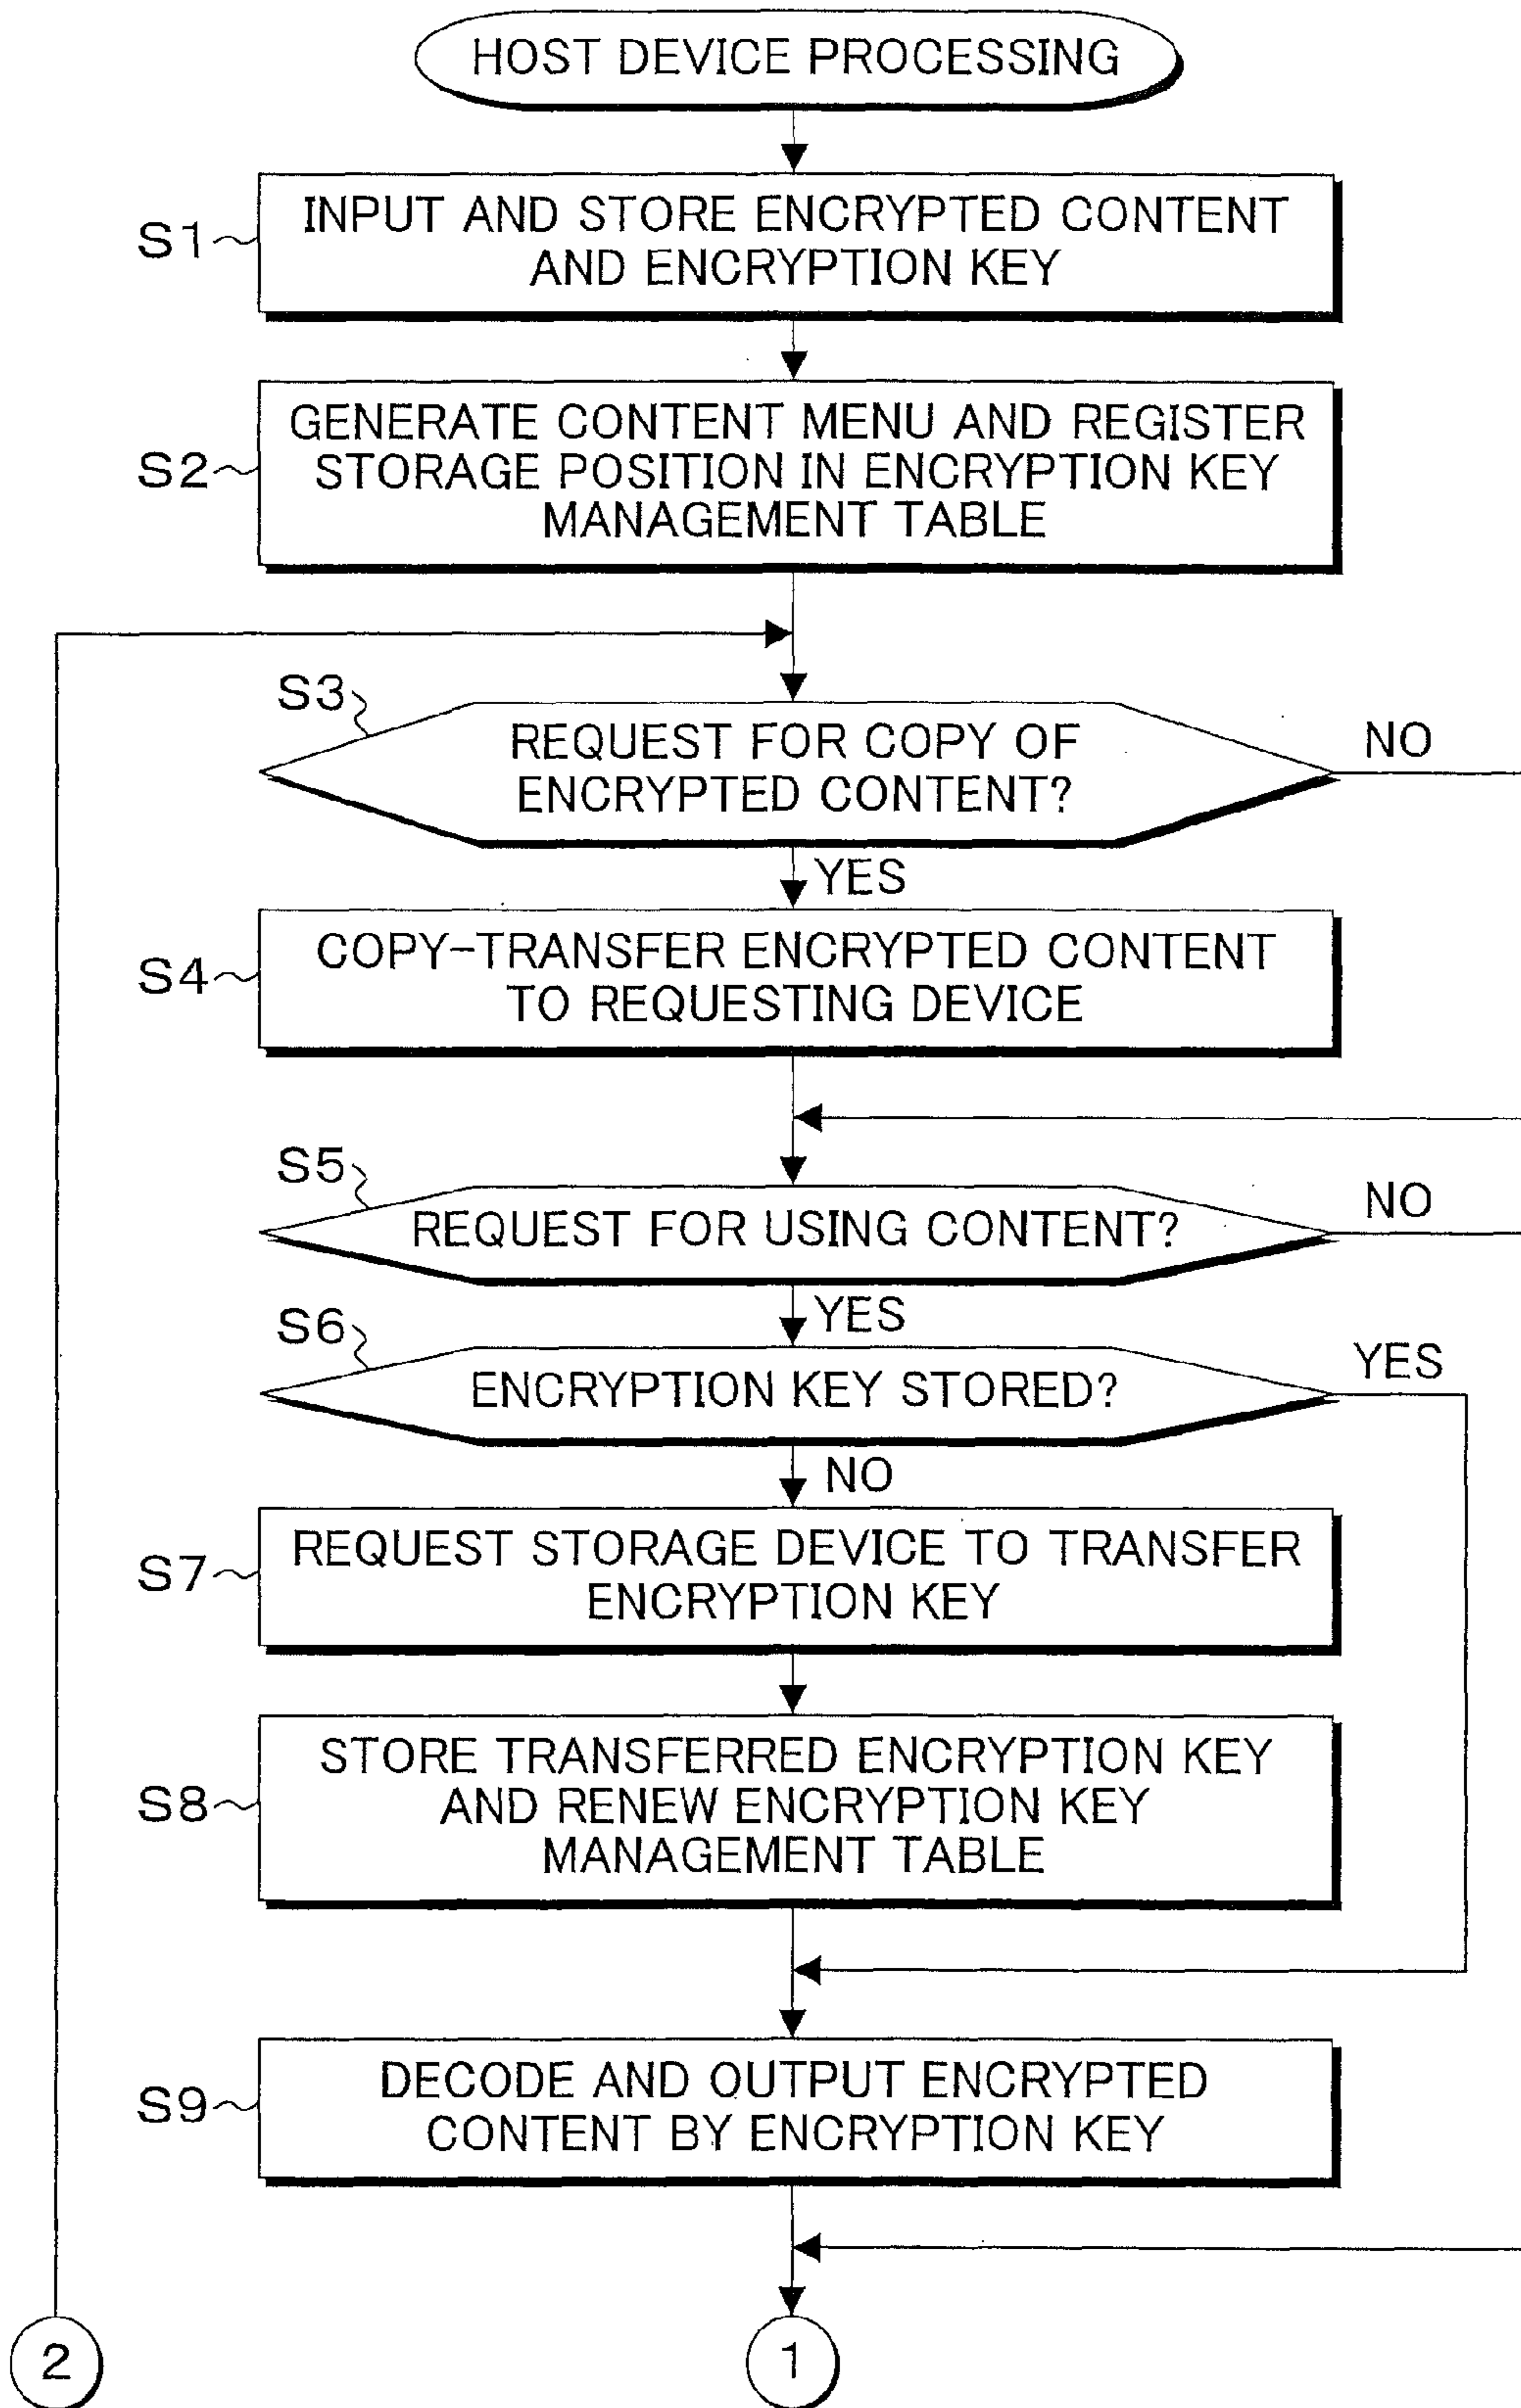 HOST DEVICE PROCESSING
S1
INPUT AND STORE ENCRYPTED CONTENT
AND ENCRYPTION KEY
S2
GENERATE CONTENT MENU AND REGISTER
STORAGE POSITION IN ENCRYPTION KEY
MANAGEMENT TABLE
S3
REQUEST FOR COPY OF
ENCRYPTED CONTENT?
NO
YES
S4
COPY-TRANSFER ENCRYPTED CONTENT
TO REQUESTING DEVICE
S5
REQUEST FOR USING CONTENT?
NO
YES
S6
ENCRYPTION KEY STORED?
YES
NO
S7
REQUEST STORAGE DEVICE TO TRANSFER
ENCRYPTION KEY
S8
STORE TRANSFERRED ENCRYPTION KEY
AND RENEW ENCRYPTION KEY
MANAGEMENT TABLE
S9
DECODE AND OUTPUT ENCRYPTED
CONTENT BY ENCRYPTION KEY
2
1